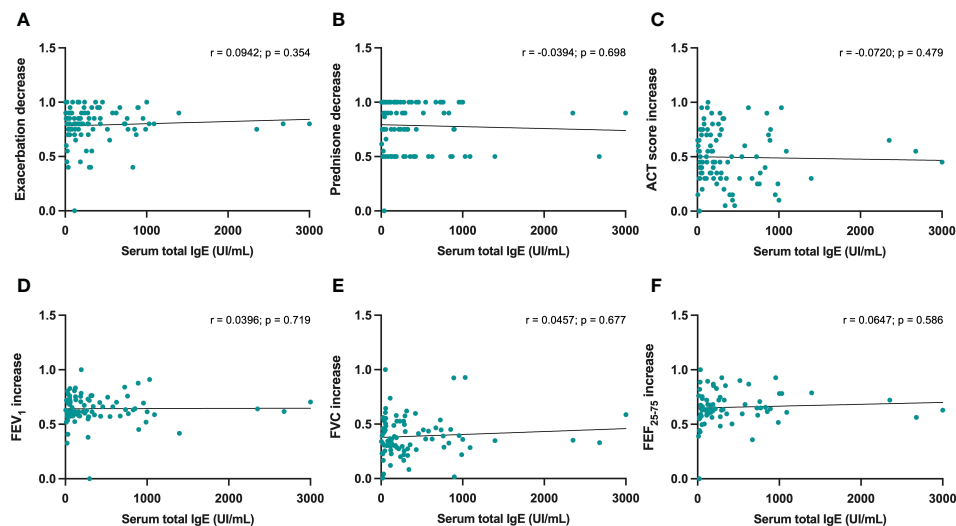 A
r = 0.0942; p = 0.354
Exacerbation decrease
1.5
1.0
0.5
0.0
0 1000 2000 3000
Serum total IgE (UI/mL)
B
r = -0.0394; p = 0.698
Prednisone decrease
1.5
1.0
0.5
0.0
0 1000 2000 3000
Serum total IgE (UI/mL)
C
r = -0.0720; p = 0.479
ACT score increase
1.5
1.0
0.5
0.0
0 1000 2000 3000
Serum total IgE (UI/mL)
D
r = 0.0396; p = 0.719
FEV1 increase
1.5
1.0
0.5
0.0
0 1000 2000 3000
Serum total IgE (UI/mL)
E
r = 0.0457; p = 0.677
FVC increase
1.5
1.0
0.5
0.0
0 1000 2000 3000
Serum total IgE (UI/mL)
F
r = 0.0647; p = 0.586
FEF25-75 increase
1.5
1.0
0.5
0.0
0 1000 2000 3000
Serum total IgE (UI/mL)